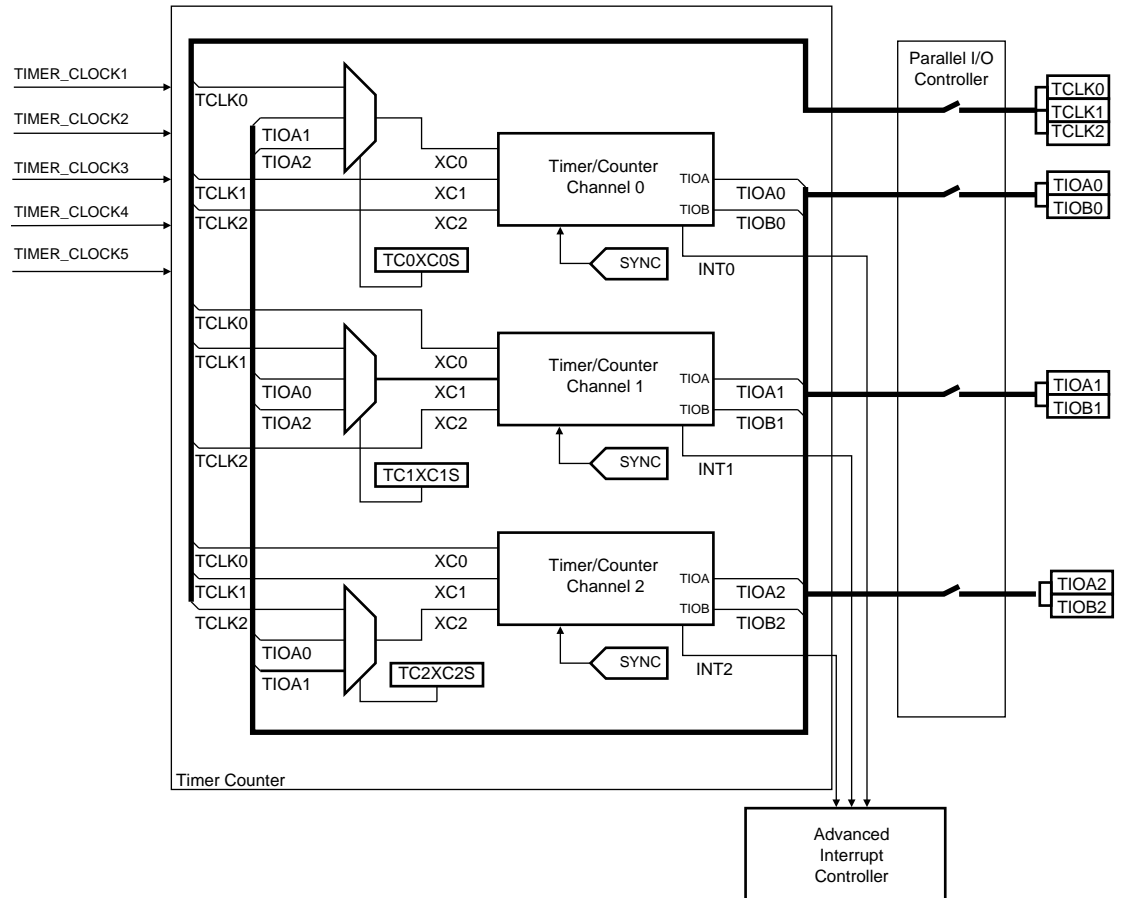 TIMER_CLOCK1
TIMER_CLOCK2
TIMER_CLOCK3
TIMER_CLOCK4
TIMER_CLOCK5
TCLK0
TIOA1
TIOA2
TCLK1
TCLK2
XC0
XC1
XC2
TC0XC0S
Timer/Counter
Channel 0
TIOA
TIOB
TIOA0
TIOB0
SYNC
INT0
TCLK0
TCLK1
TIOA0
TIOA2
TCLK2
XC0
XC1
XC2
TC1XC1S
Timer/Counter
Channel 1
TIOA
TIOB
TIOA1
TIOB1
SYNC
INT1
TCLK0
TCLK1
TCLK2
TIOA0
TIOA1
XC0
XC1
XC2
TC2XC2S
Timer/Counter
Channel 2
TIOA
TIOB
TIOA2
TIOB2
SYNC
INT2
Timer Counter
Parallel I/O
Controller
TCLK0
TCLK1
TCLK2
TIOA0
TIOB0
TIOA1
TIOB1
TIOA2
TIOB2
Advanced
Interrupt
Controller